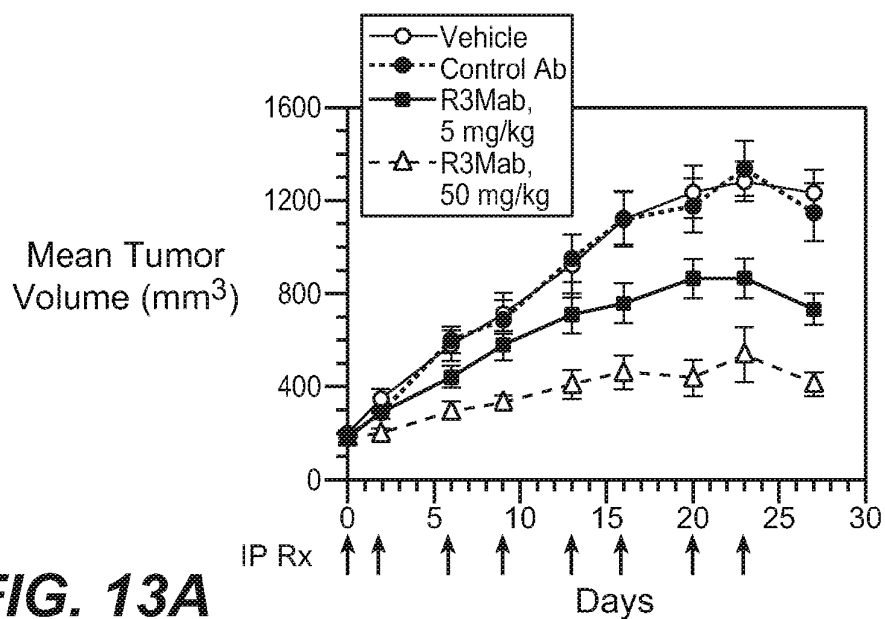 Vehicle
Control Ab
R3Mab,
5 mg/kg
R3Mab,
50 mg/kg
1600
1200
800
400
0
Mean Tumor
Volume (mm³)
0 5 10 15 20 25 30
IP Rx
Days
FIG. 13A